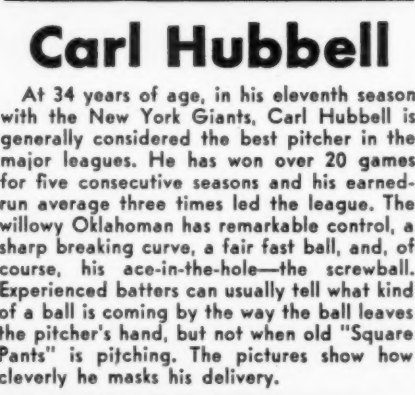 Carl Hubbell
At 34 years of age, in his eleventh season
with the New York Giants, Carl Hubbell is
generally considered the best pitcher in the
major leagues. He has won over 20 games
for five consecutive seasons and his earned-
run average three times led the league. The
willowy Oklahoman has remarkable control, a
sharp breaking curve, a fair fast ball, and, of
course, his ace-in-the-hole—the screwball.
Experienced batters can usually tell what kind
of a ball is coming by the way the ball leaves
the pitcher's hand, but not when old "Square
Pants" is pitching. The pictures show how
cleverly he masks his delivery.